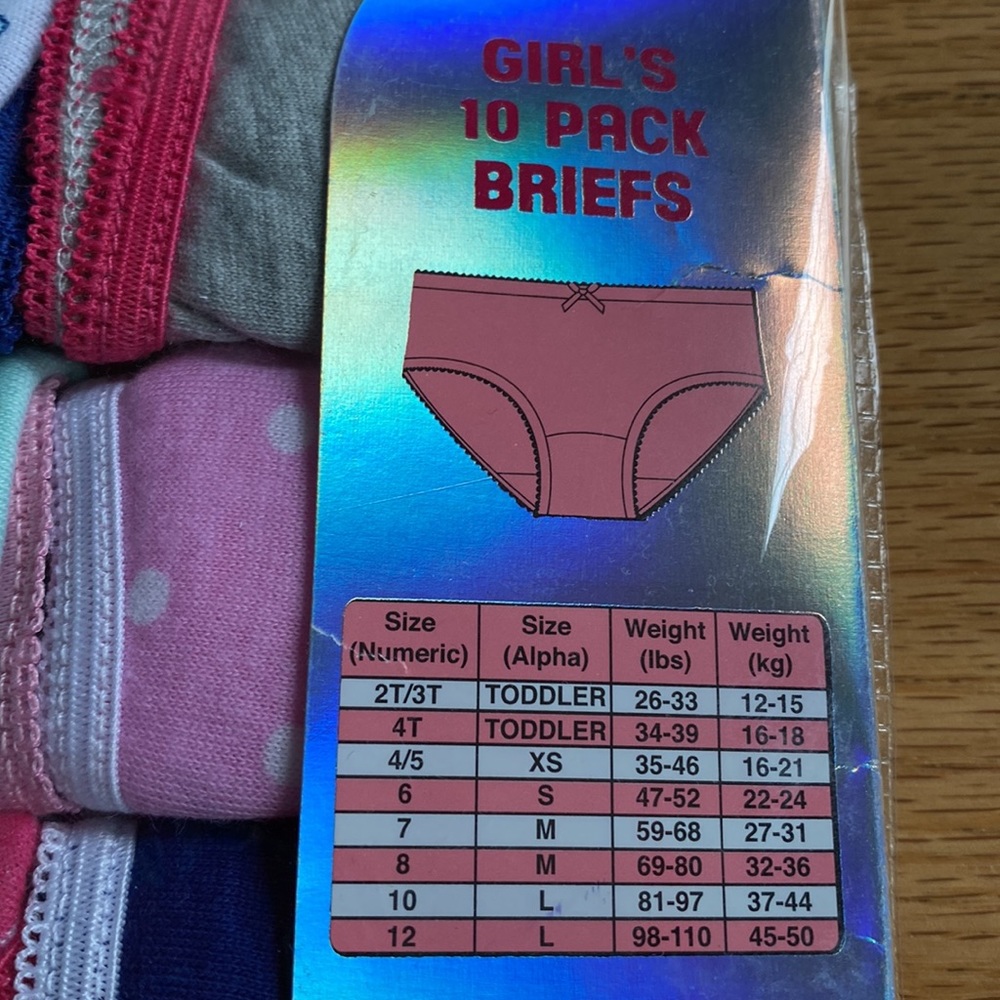 GIRL'S
10 PACK
BRIEFS
Size (Numeric) Size (Alpha) Weight (lbs) Weight (kg)
2T/3T TODDLER 26-33 12-15
4T TODDLER 34-39 16-18
4/5 XS 35-46 16-21
6 S 47-52 22-24
7 M 59-68 27-31
8 M 69-80 32-36
10 L 81-97 37-44
12 L 98-110 45-50